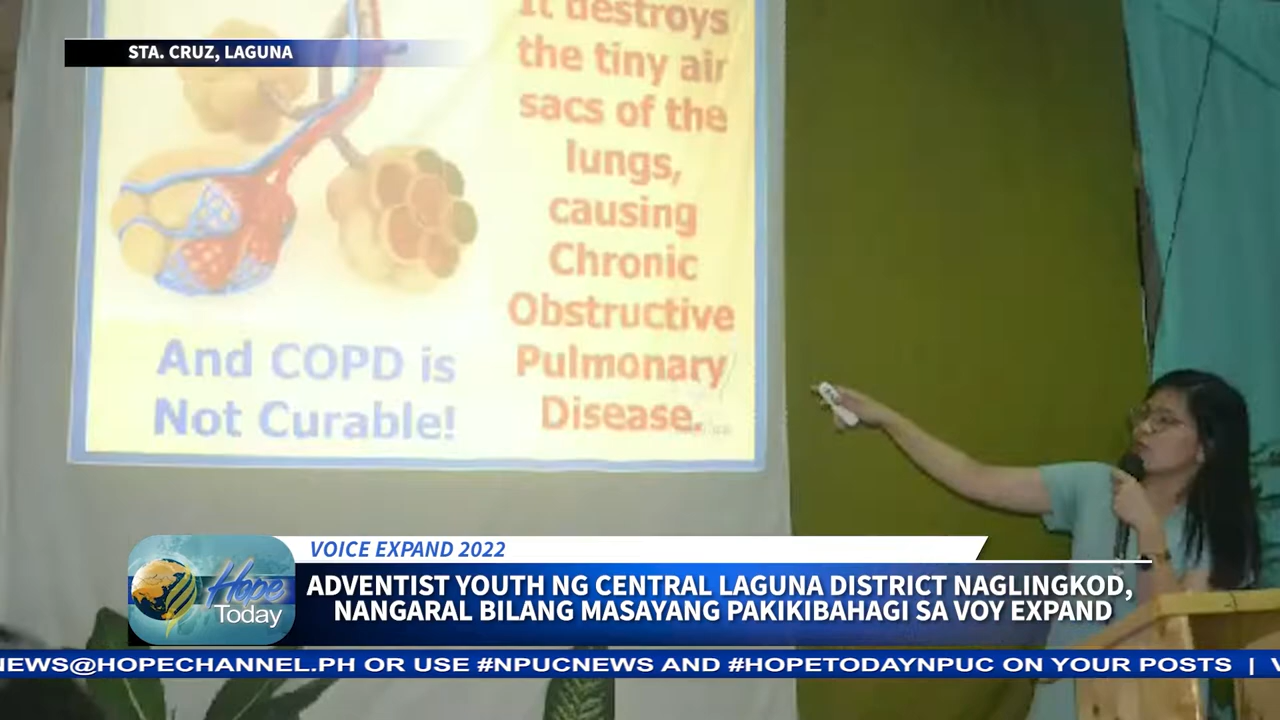 STA. CRUZ, LAGUNA
It destroys
the tiny air
sacs of the
lungs,
causing
Chronic
Obstructive
Pulmonary
Disease.
And COPD is
Not Curable!
VOICE EXPAND 2022
Hope
Today
ADVENTIST YOUTH NG CENTRAL LAGUNA DISTRICT NAGLINGKOD,
NANGARAL BILANG MASAYANG PAKIKIBAHAGI SA VOY EXPAND
NEWS@HOPECHANNEL.PH OR USE #NPUCNEWS AND #HOPETODAYNPUC ON YOUR POSTS | V